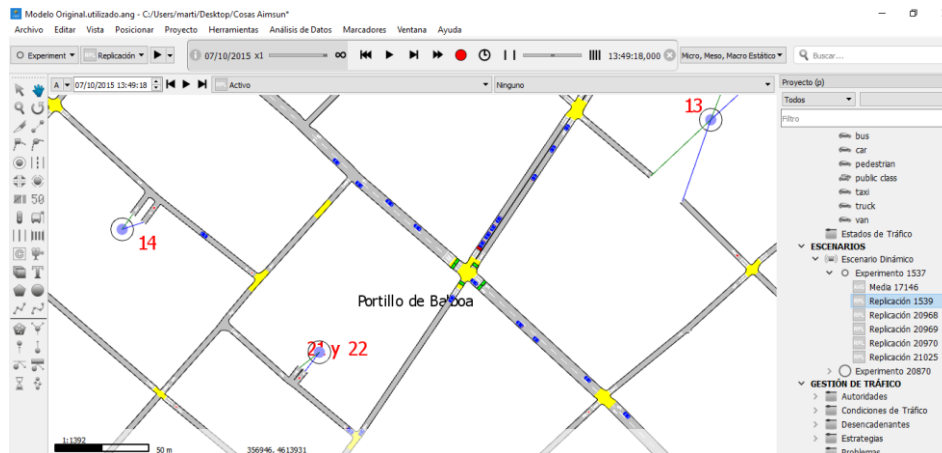 Modelo Original.utilizado.ang - C:/Users/marti/Desktop/Cosas Aimsun*
Archivo Editar Vista Posicionar Proyecto Herramientas Análisis de Datos Marcadores Ventana Ayuda
Experiment Replicación 07/10/2015 x1 ∞ 13:49:18,000 Micro, Meso, Macro Estático Buscar...
A 07/10/2015 13:49:18 Activo Ninguno
Proyecto (p)
Todos
Filtro
bus
car
pedestrian
public class
taxi
truck
van
Estados de Tráfico
ESCENARIOS
Escenario Dinámico
Experimento 1537
Media 17146
Replicación 1539
Replicación 20968
Replicación 20969
Replicación 20970
Replicación 21025
Experimento 20870
GESTIÓN DE TRÁFICO
Autoridades
Condiciones de Tráfico
Desencadenantes
Estrategias
Problemas
50
13
14
Portillo de Balboa
21 y 22
1:1392
50 m
356946, 4613931